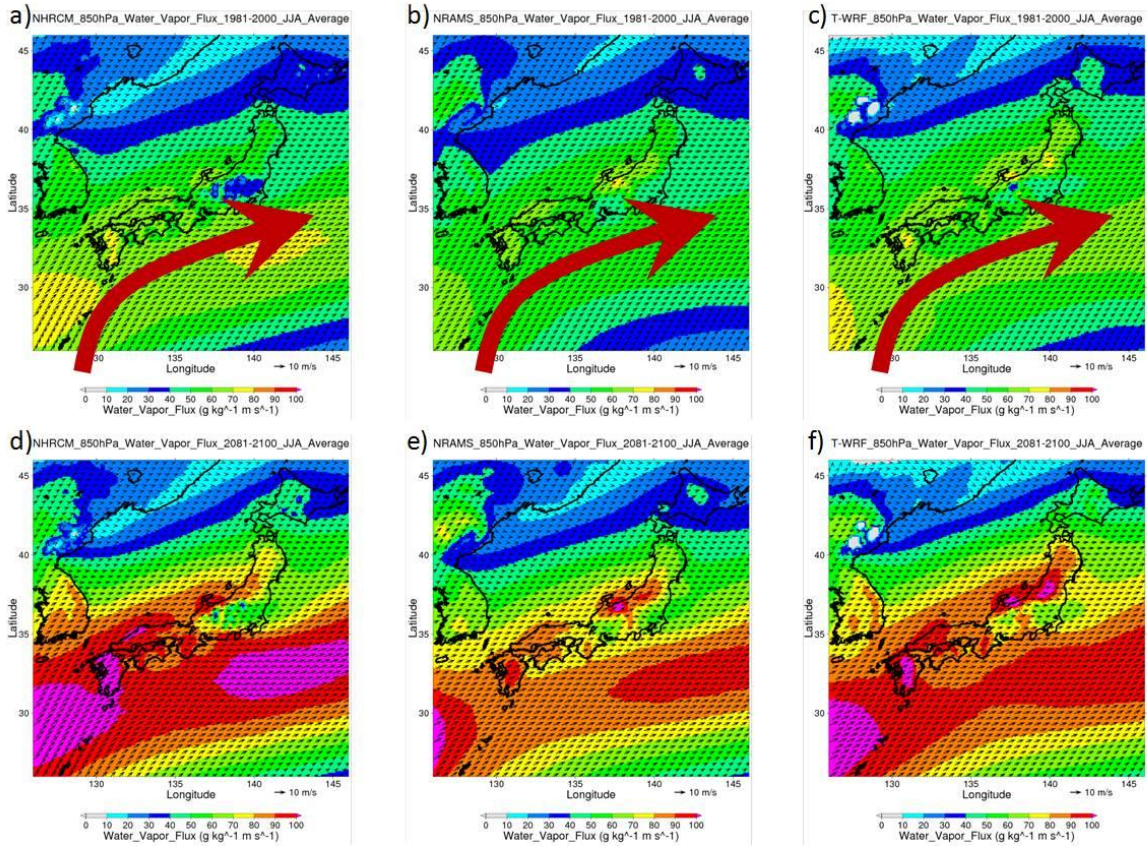 a) NHRCM_850hPa_Water_Vapor_Flux_1981-2000_JJA_Average
45
40
35
30
Latitude
130 135 140 145
Longitude
10 m/s
0 10 20 30 40 50 60 70 80 90 100
Water_Vapor_Flux (g kg^-1 m s^-1)
b) NRAMS_850hPa_Water_Vapor_Flux_1981-2000_JJA_Average
45
40
35
30
Latitude
130 135 140 145
Longitude
10 m/s
0 10 20 30 40 50 60 70 80 90 100
Water_Vapor_Flux (g kg^-1 m s^-1)
c) T-WRF_850hPa_Water_Vapor_Flux_1981-2000_JJA_Average
45
40
35
30
Latitude
130 135 140 145
Longitude
10 m/s
0 10 20 30 40 50 60 70 80 90 100
Water_Vapor_Flux (g kg^-1 m s^-1)
d) NHRCM_850hPa_Water_Vapor_Flux_2081-2100_JJA_Average
45
40
35
30
Latitude
130 135 140 145
Longitude
10 m/s
0 10 20 30 40 50 60 70 80 90 100
Water_Vapor_Flux (g kg^-1 m s^-1)
e) NRAMS_850hPa_Water_Vapor_Flux_2081-2100_JJA_Average
45
40
35
30
Latitude
130 135 140 145
Longitude
10 m/s
0 10 20 30 40 50 60 70 80 90 100
Water_Vapor_Flux (g kg^-1 m s^-1)
f) T-WRF_850hPa_Water_Vapor_Flux_2081-2100_JJA_Average
45
40
35
30
Latitude
130 135 140 145
Longitude
10 m/s
0 10 20 30 40 50 60 70 80 90 100
Water_Vapor_Flux (g kg^-1 m s^-1)